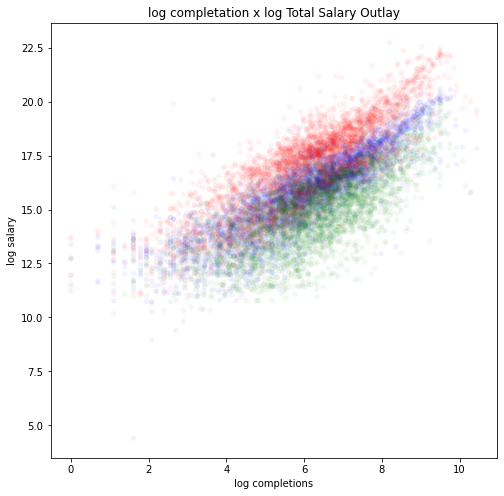 log completation x log Total Salary Outlay
log salary
22.5
20.0
17.5
15.0
12.5
10.0
7.5
5.0
0 2 4 6 8 10
log completions